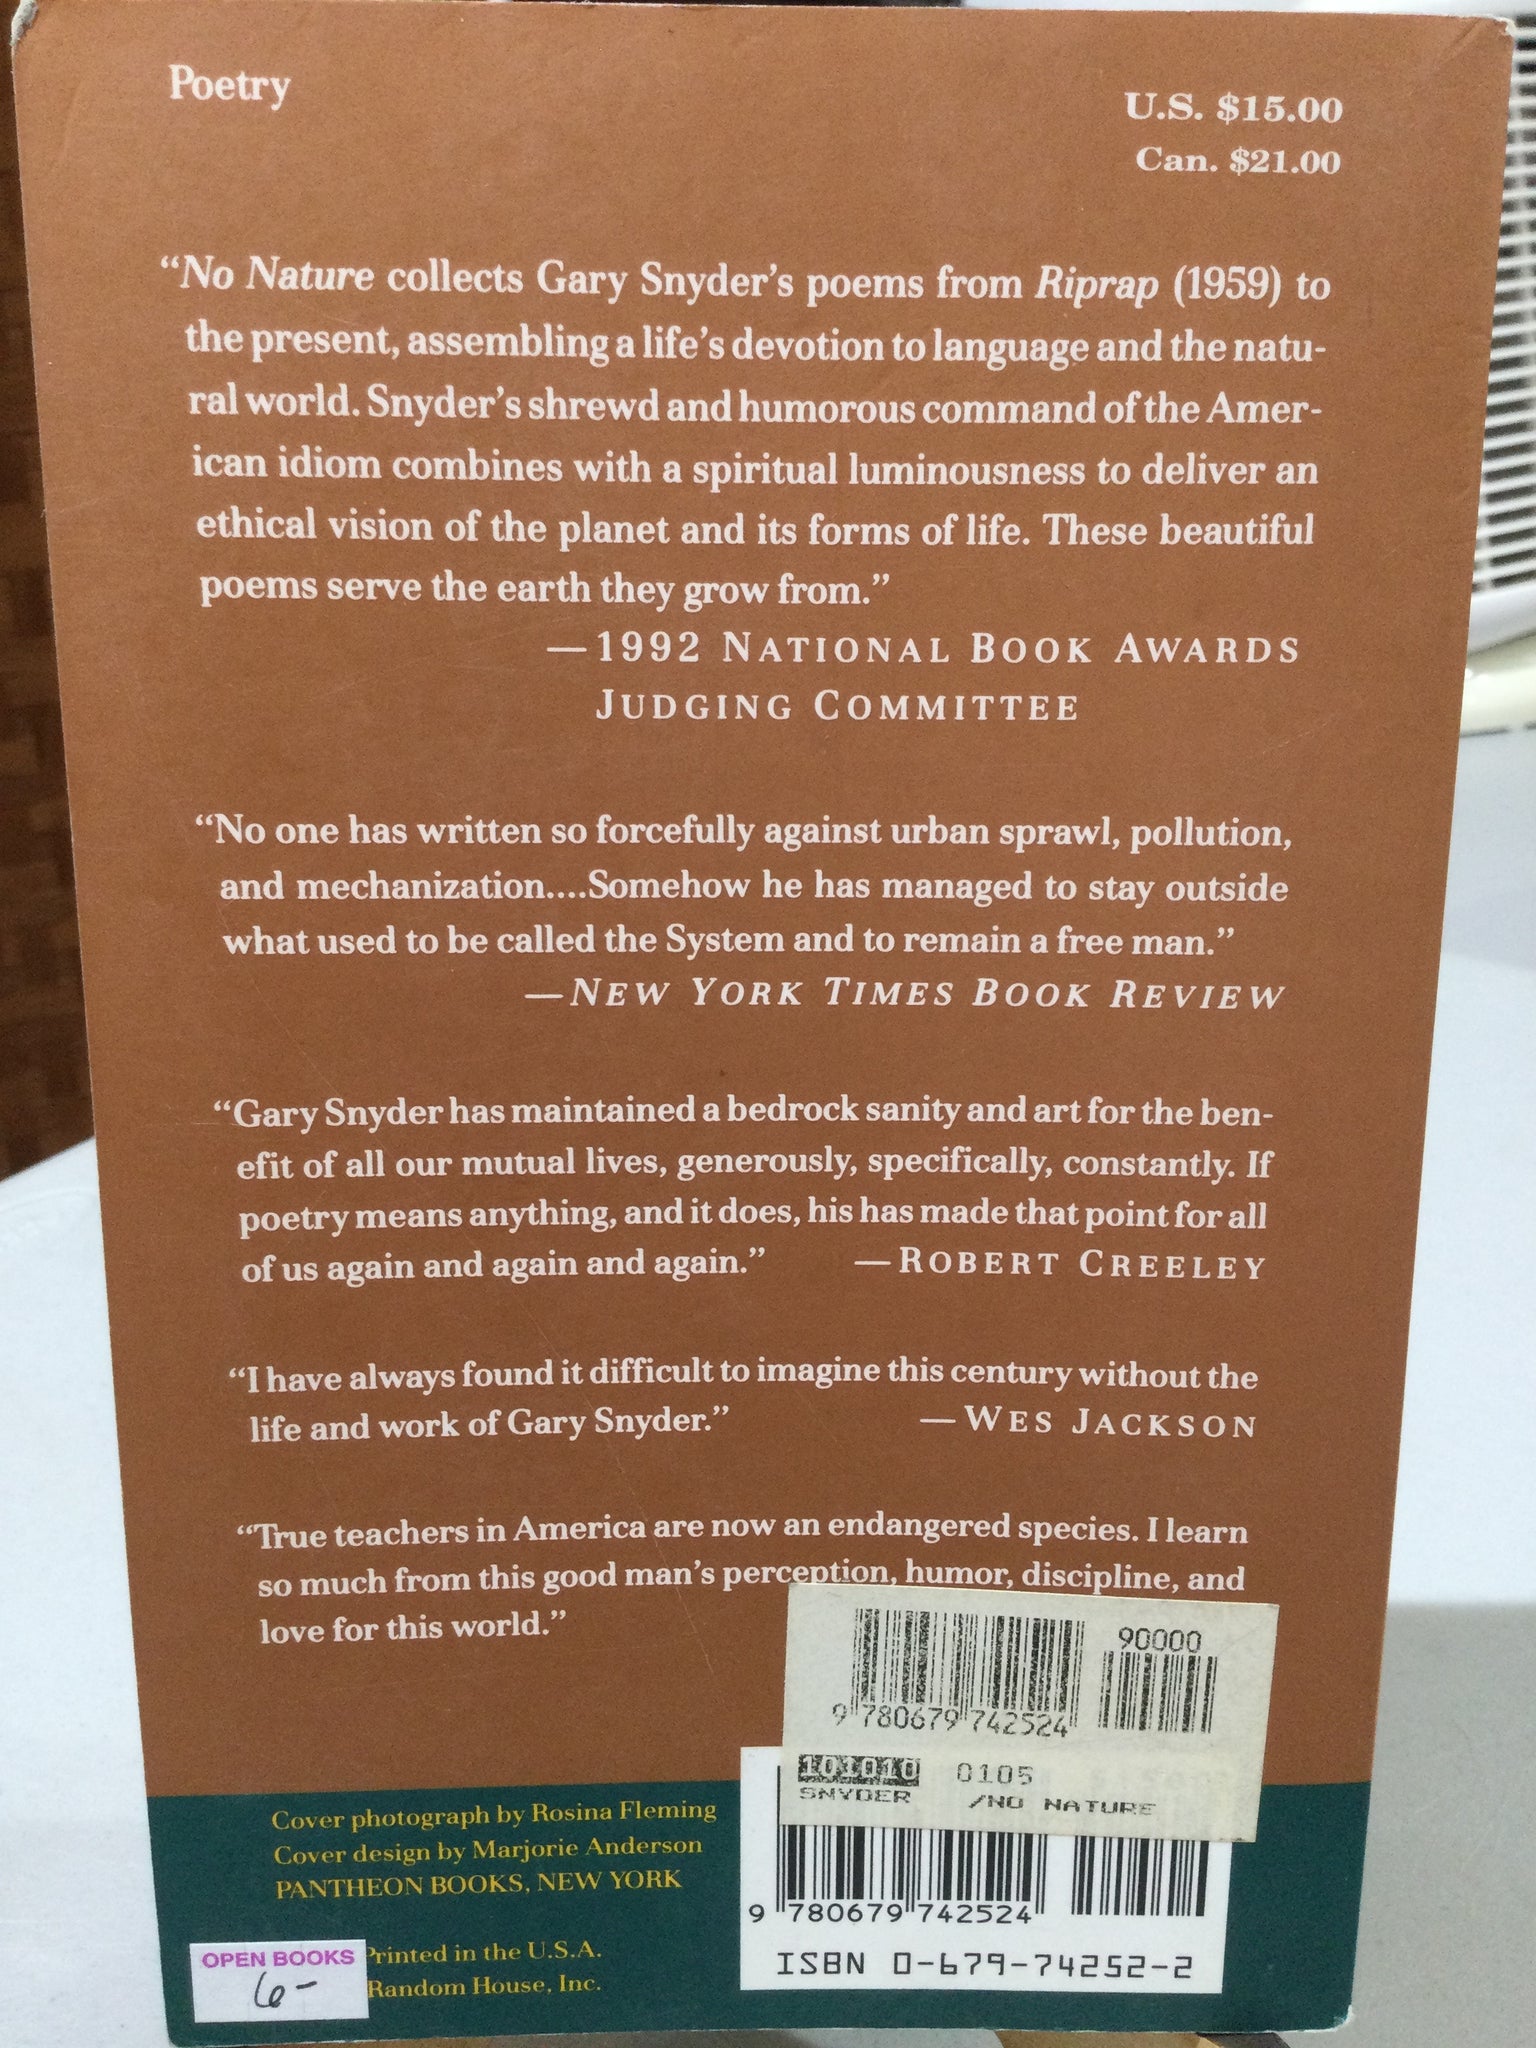 Poetry
U.S. $15.00
Can. $21.00
“No Nature collects Gary Snyder’s poems from Riprap (1959) to
the present, assembling a life’s devotion to language and the natu-
ral world. Snyder’s shrewd and humorous command of the Amer-
ican idiom combines with a spiritual luminousness to deliver an
ethical vision of the planet and its forms of life. These beautiful
poems serve the earth they grow from.”
—1992 NATIONAL BOOK AWARDS
JUDGING COMMITTEE
“No one has written so forcefully against urban sprawl, pollution,
and mechanization....Somehow he has managed to stay outside
what used to be called the System and to remain a free man.”
—NEW YORK TIMES BOOK REVIEW
“Gary Snyder has maintained a bedrock sanity and art for the ben-
efit of all our mutual lives, generously, specifically, constantly. If
poetry means anything, and it does, his has made that point for all
of us again and again and again.” —ROBERT CREELEY
“I have always found it difficult to imagine this century without the
life and work of Gary Snyder.” —WES JACKSON
“True teachers in America are now an endangered species. I learn
so much from this good man’s perception, humor, discipline, and
love for this world.”
90000
9 780679 742524
101010 0105
SNYDER /NO NATURE
Cover photograph by Rosina Fleming
Cover design by Marjorie Anderson
PANTHEON BOOKS, NEW YORK
9 780679 742524
ISBN 0-679-74252-2
OPEN BOOKS
6-
Printed in the U.S.A.
Random House, Inc.